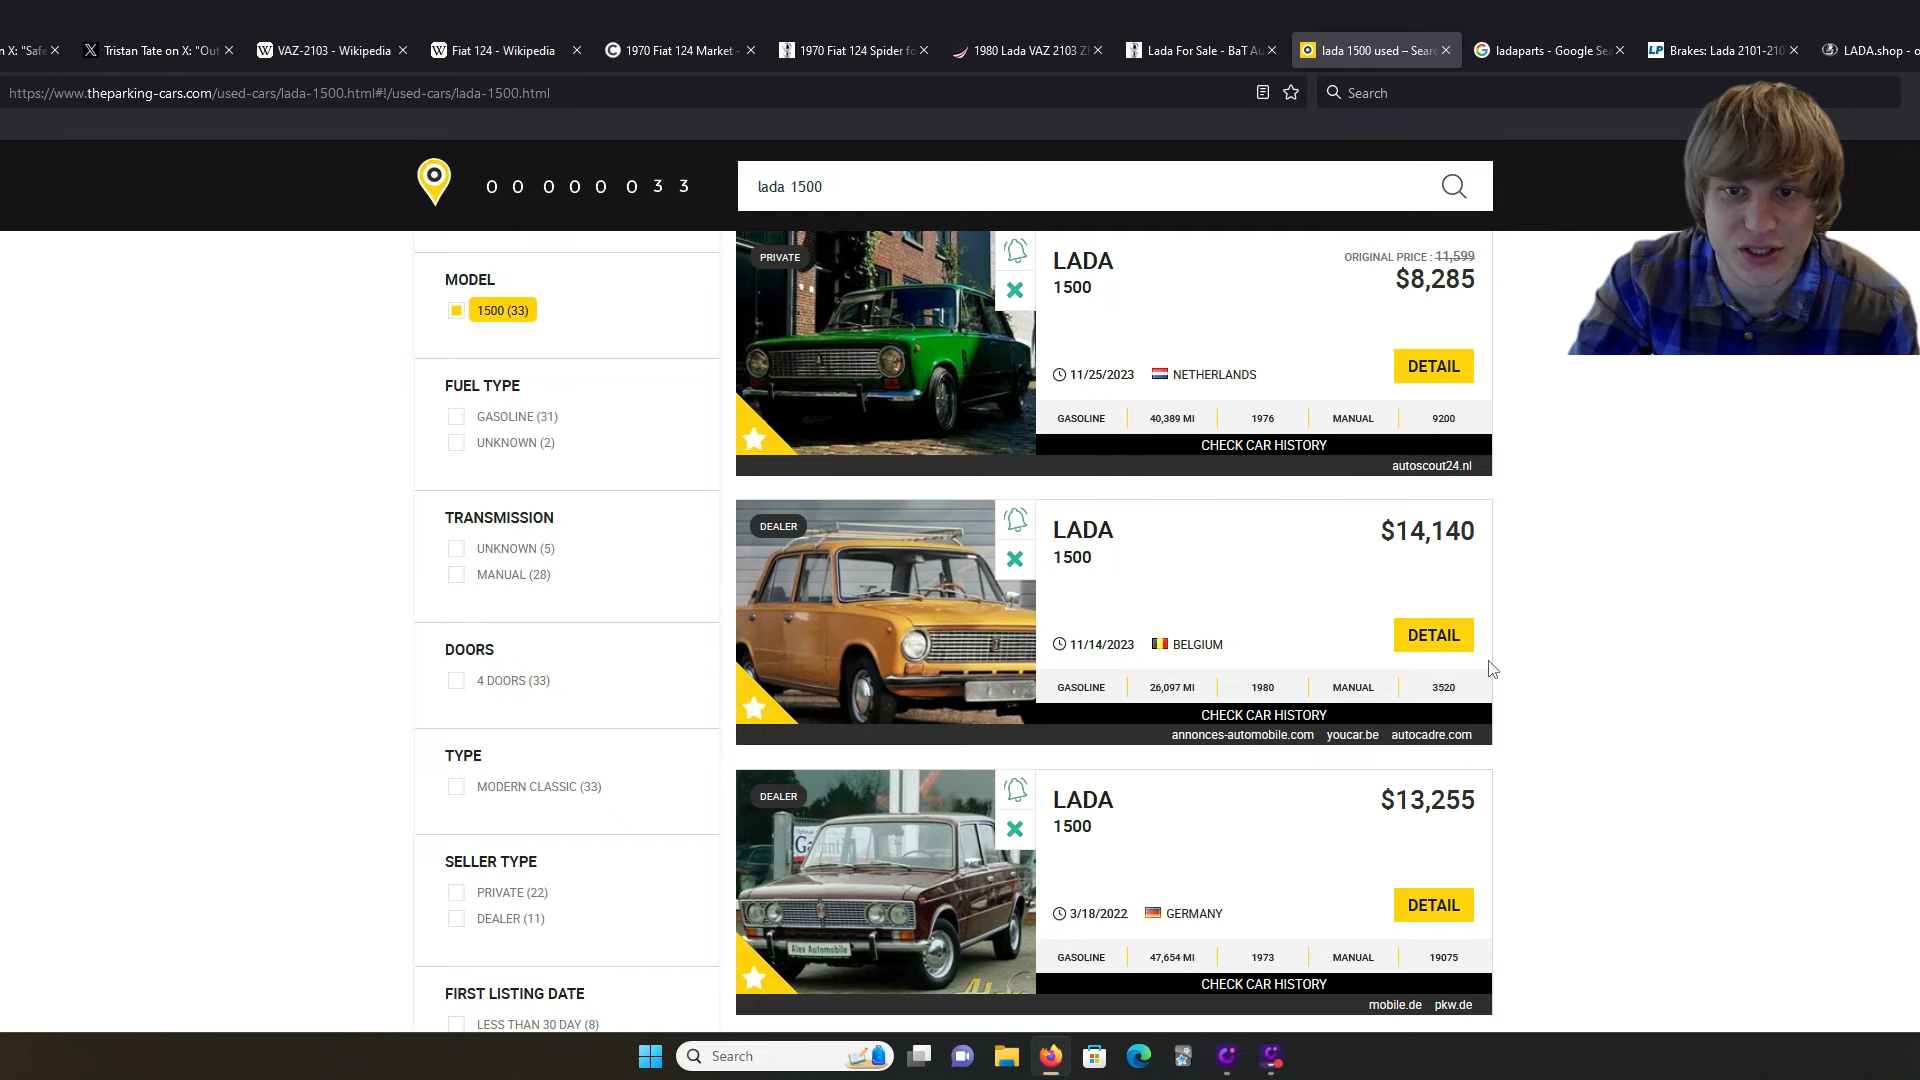 n X: "Safe
Tristan Tate on X: "Out
VAZ-2103 - Wikipedia
Fiat 124 - Wikipedia
1970 Fiat 124 Market -
1970 Fiat 124 Spider fo
1980 Lada VAZ 2103 Zh
Lada For Sale - BaT Au
lada 1500 used – Searc
ladaparts - Google Se
Brakes: Lada 2101-210
LADA.shop - o
https://www.theparking-cars.com/used-cars/lada-1500.html#!/used-cars/lada-1500.html
Search
0 0 0 0 0 0 3 3
lada 1500
MODEL
1500 (33)
FUEL TYPE
GASOLINE (31)
UNKNOWN (2)
TRANSMISSION
UNKNOWN (5)
MANUAL (28)
DOORS
4 DOORS (33)
TYPE
MODERN CLASSIC (33)
SELLER TYPE
PRIVATE (22)
DEALER (11)
FIRST LISTING DATE
LESS THAN 30 DAY (8)
PRIVATE
LADA
1500
ORIGINAL PRICE : 11,599
$8,285
11/25/2023 NETHERLANDS
DETAIL
GASOLINE 40,389 MI 1976 MANUAL 9200
CHECK CAR HISTORY
autoscout24.nl
DEALER
LADA
1500
$14,140
11/14/2023 BELGIUM
DETAIL
GASOLINE 26,097 MI 1980 MANUAL 3520
CHECK CAR HISTORY
annonces-automobile.com youcar.be autocadre.com
DEALER
LADA
1500
$13,255
3/18/2022 GERMANY
DETAIL
GASOLINE 47,654 MI 1973 MANUAL 19075
CHECK CAR HISTORY
mobile.de pkw.de
Alex Automobile
Search